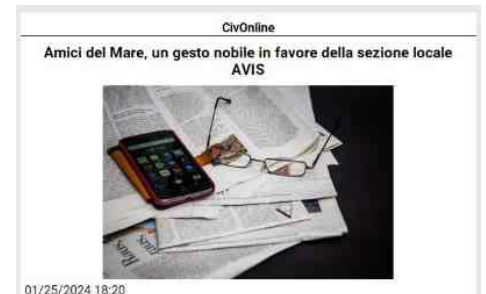 CivOnline
Amici del Mare, un gesto nobile in favore della sezione locale
AVIS
01/25/2024 18:20